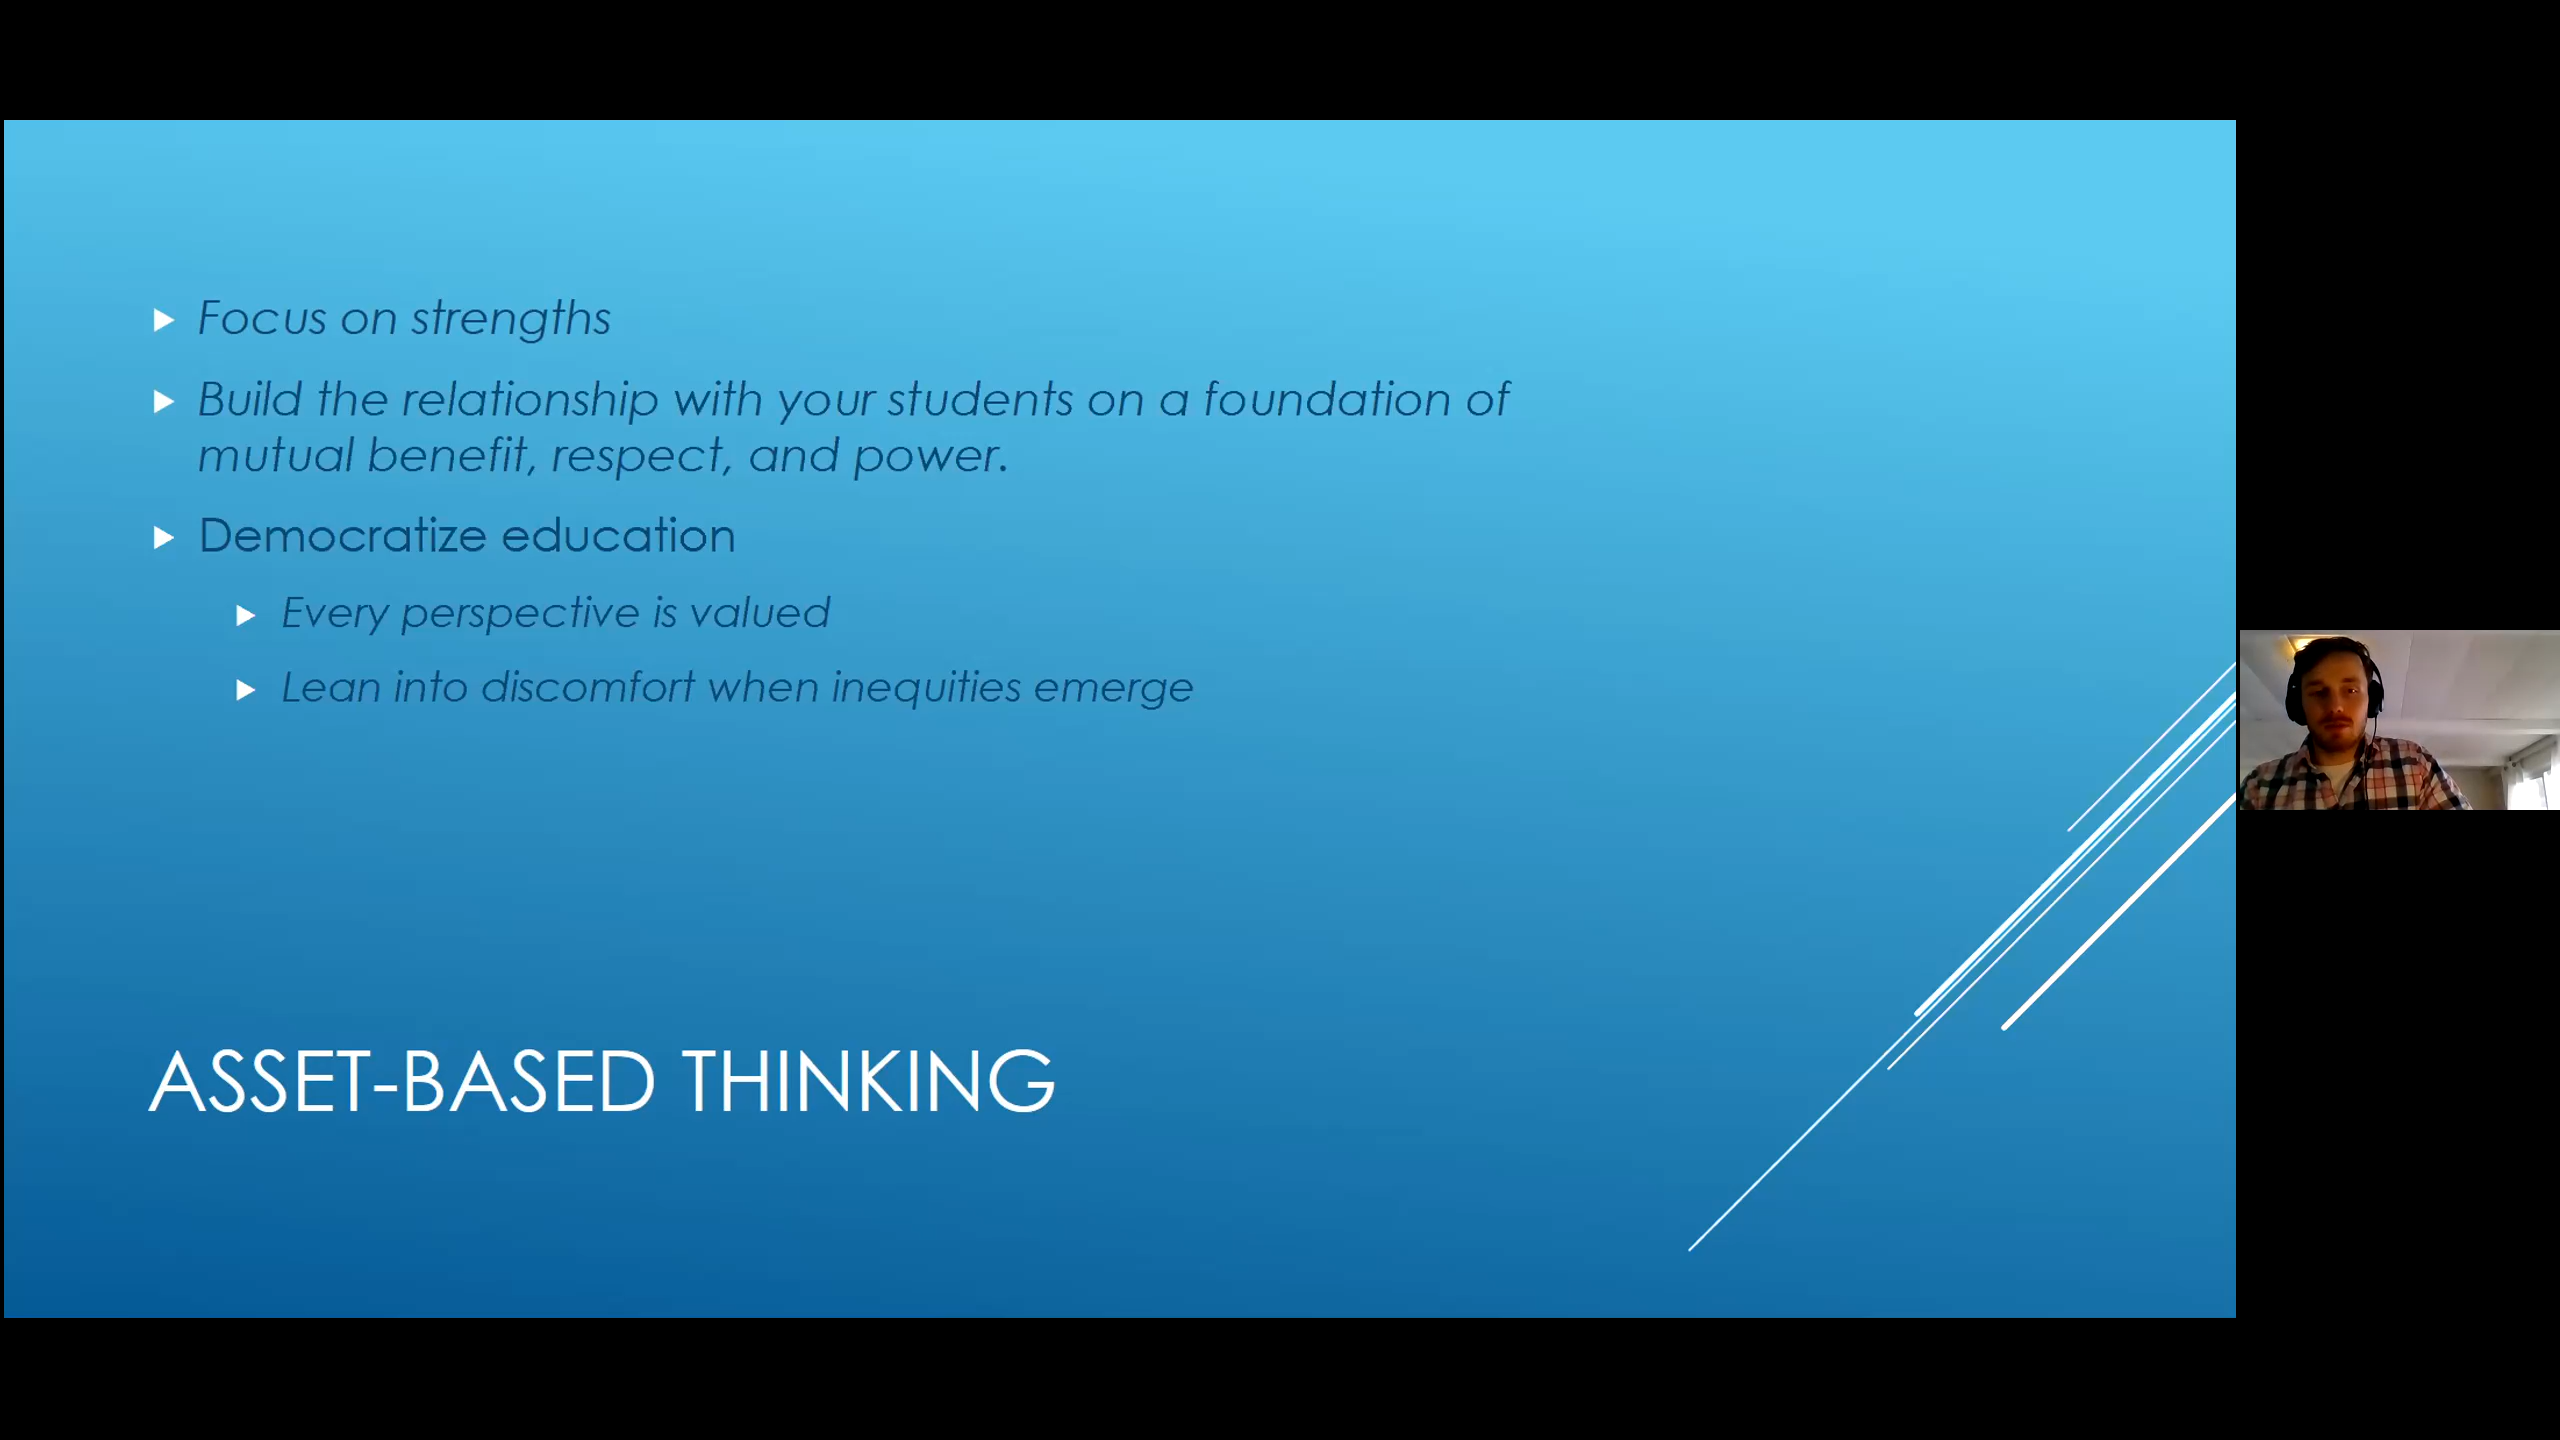 Focus on strengths
Build the relationship with your students on a foundation of
mutual benefit, respect, and power.
Democratize education
Every perspective is valued
Lean into discomfort when inequities emerge
ASSET-BASED THINKING